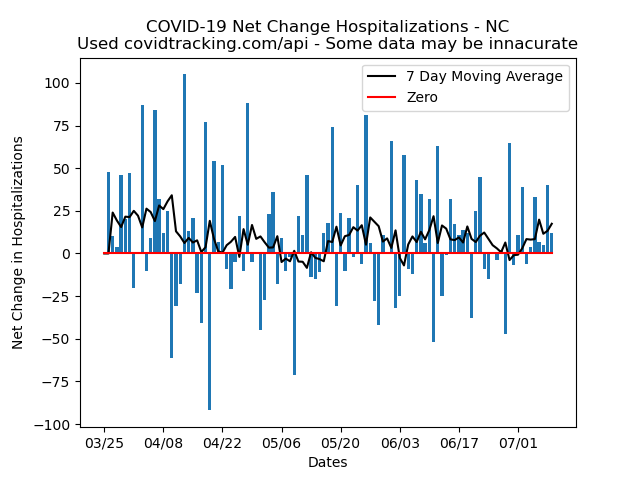 COVID-19 Net Change Hospitalizations - NC
Used covidtracking.com/api - Some data may be innacurate
7 Day Moving Average
Zero
Net Change in Hospitalizations
100
75
50
25
0
−25
−50
−75
−100
03/25 04/08 04/22 05/06 05/20 06/03 06/17 07/01
Dates